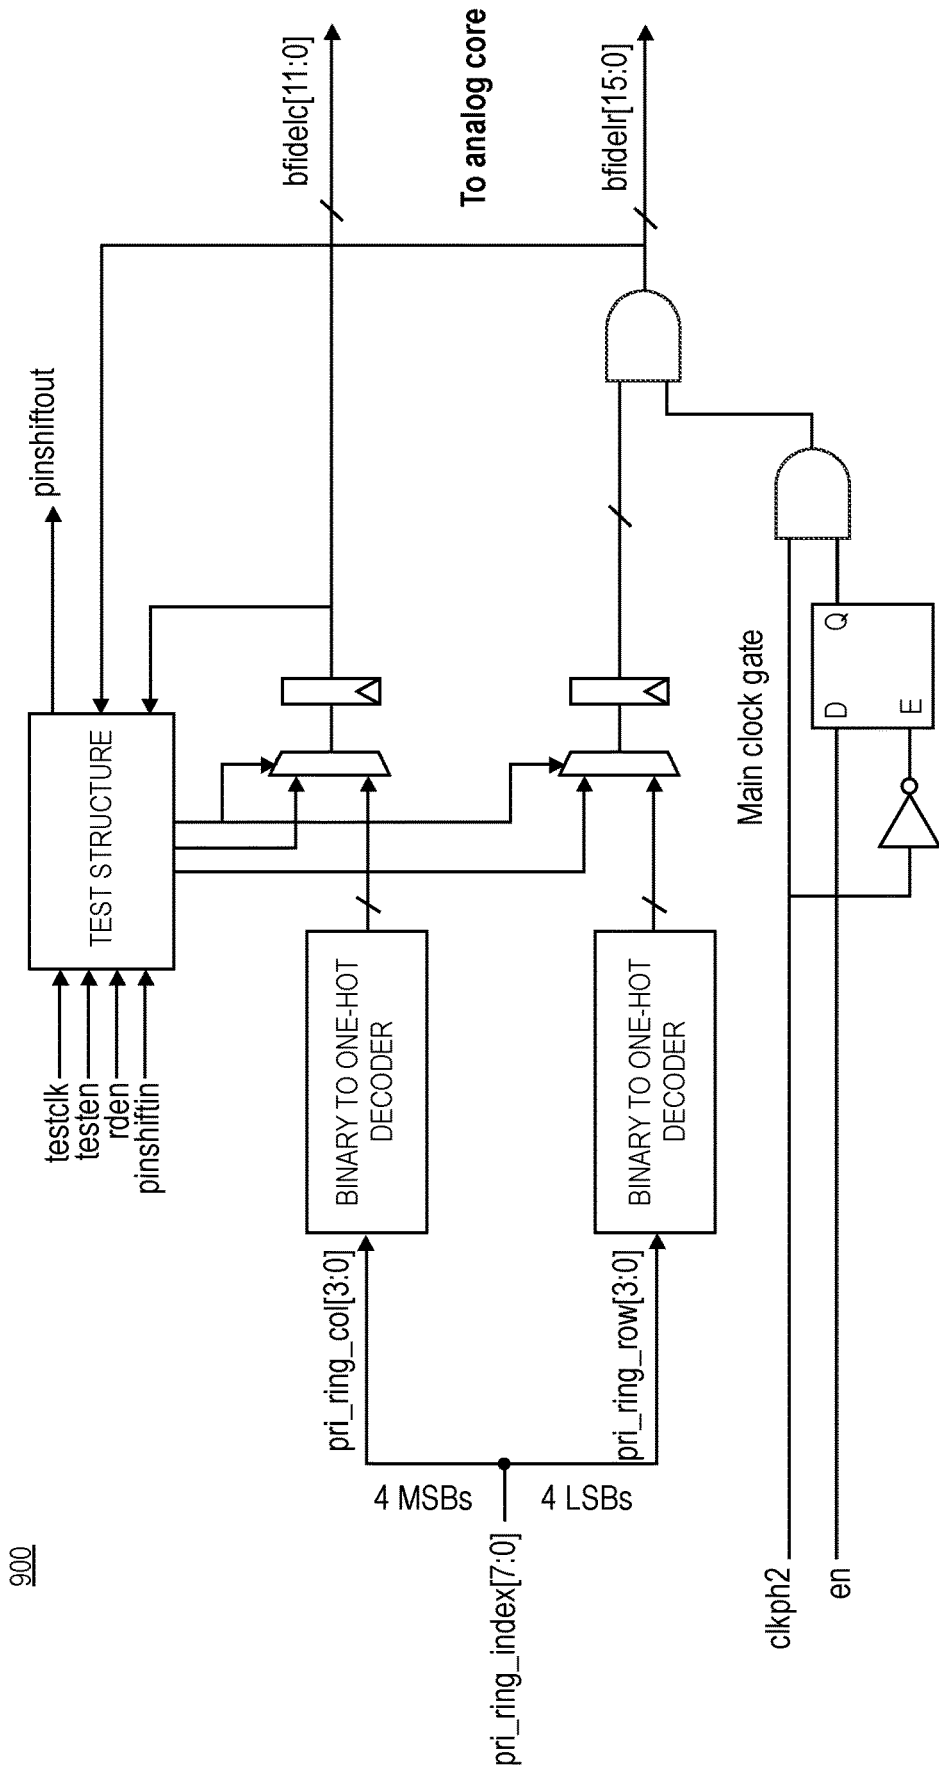 900
testclk
testen
rden
pinshiftin
TEST STRUCTURE
pinshiftout
pri_ring_index[7:0]
4 MSBs
4 LSBs
pri_ring_col[3:0]
pri_ring_row[3:0]
BINARY TO ONE-HOT
DECODER
BINARY TO ONE-HOT
DECODER
bfidelc[11:0]
To analog core
bfidelr[15:0]
Main clock gate
clkph2
en
D
Q
E